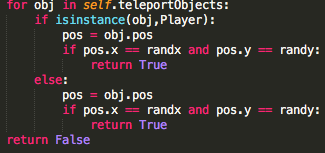 for obj in self.teleportObjects:
    if isinstance(obj,Player):
        pos = obj.pos
        if pos.x == randx and pos.y == randy:
            return True
    else:
        pos = obj.pos
        if pos.x == randx and pos.y == randy:
            return True
return False